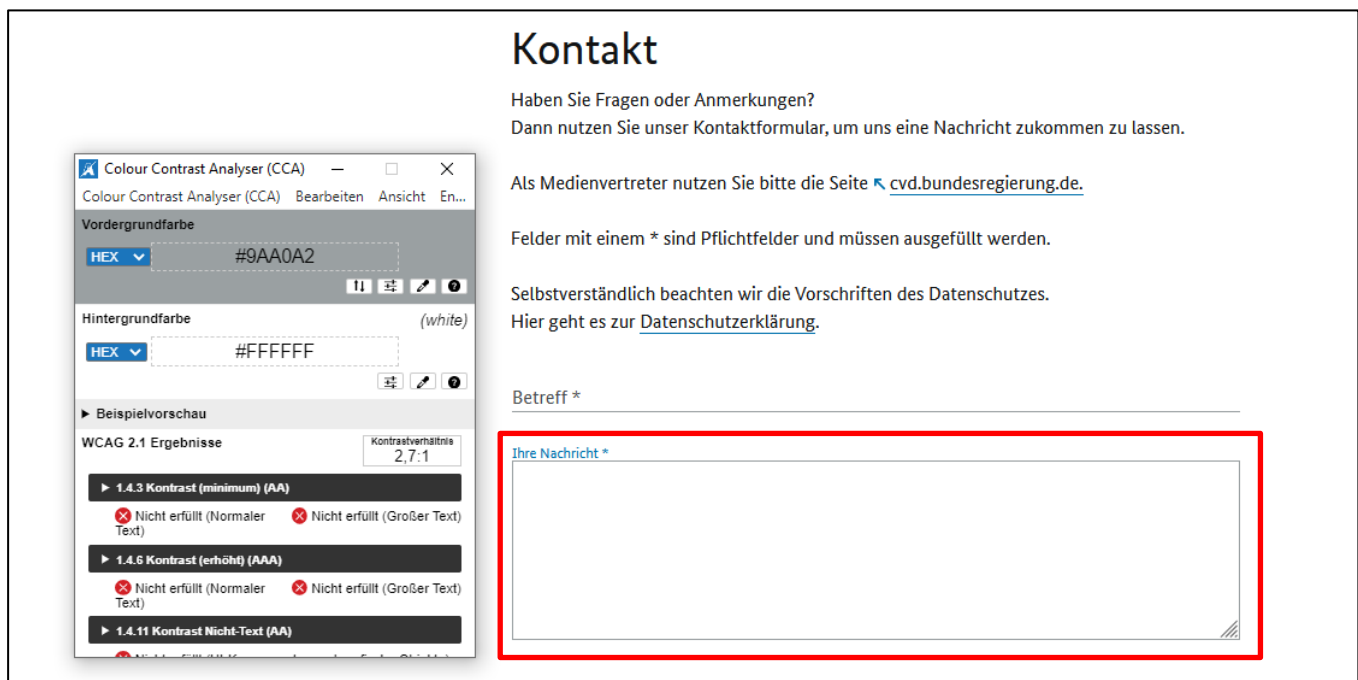 Kontakt
Haben Sie Fragen oder Anmerkungen?
Dann nutzen Sie unser Kontaktformular, um uns eine Nachricht zukommen zu lassen.
Als Medienvertreter nutzen Sie bitte die Seite cvd.bundesregierung.de.
Felder mit einem * sind Pflichtfelder und müssen ausgefüllt werden.
Selbstverständlich beachten wir die Vorschriften des Datenschutzes.
Hier geht es zur Datenschutzerklärung.
Betreff *
Ihre Nachricht *
Colour Contrast Analyser (CCA)
Colour Contrast Analyser (CCA) Bearbeiten Ansicht En...
Vordergrundfarbe
HEX #9AA0A2
Hintergrundfarbe (white)
HEX #FFFFFF
Beispielvorschau
WCAG 2.1 Ergebnisse Kontrastverhältnis
2,7:1
1.4.3 Kontrast (minimum) (AA)
Nicht erfüllt (Normaler Nicht erfüllt (Großer Text)
Text)
1.4.6 Kontrast (erhöht) (AAA)
Nicht erfüllt (Normaler Nicht erfüllt (Großer Text)
Text)
1.4.11 Kontrast Nicht-Text (AA)